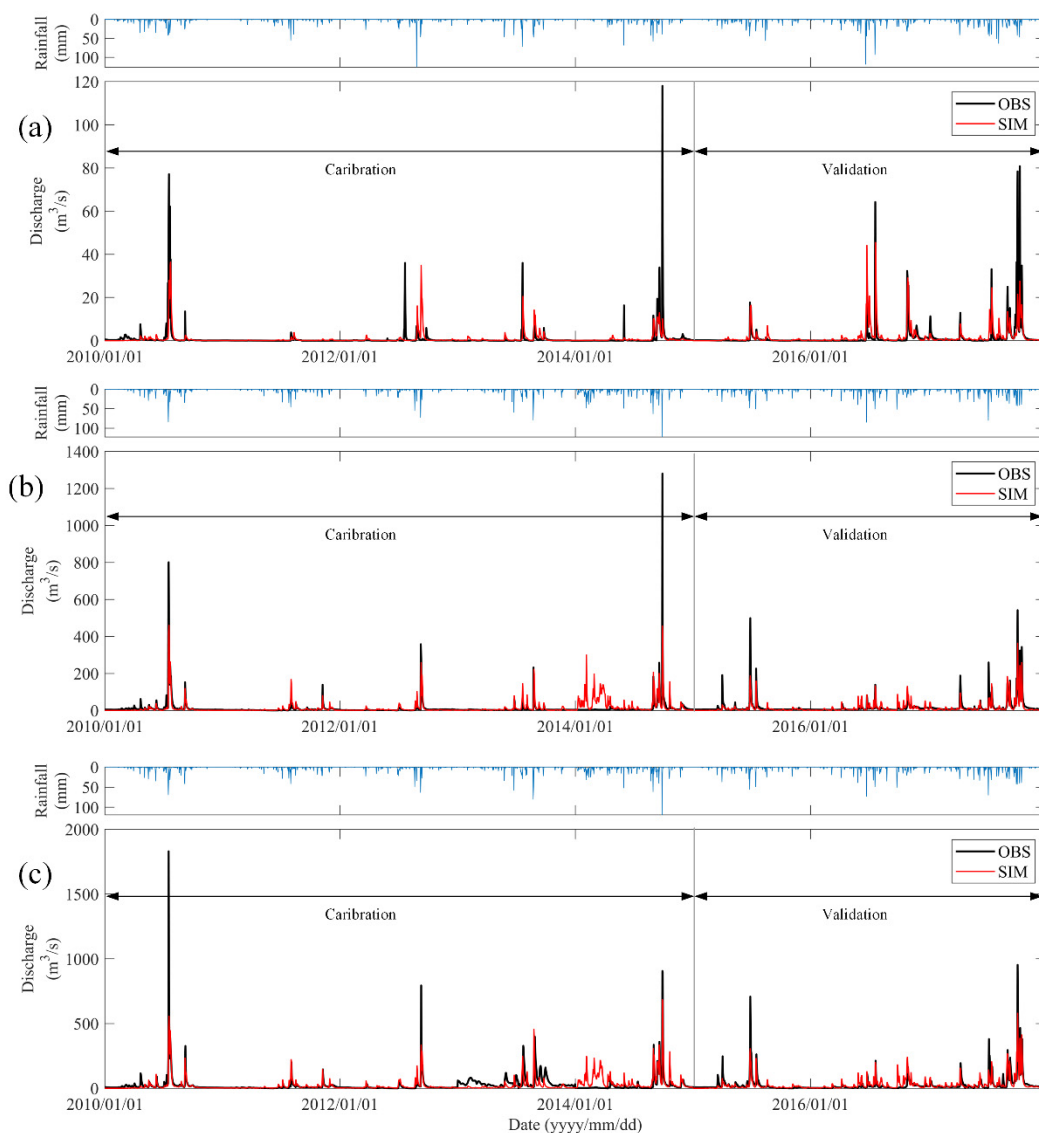 Rainfall
(mm)
0
50
100
(a)
Discharge
(m³/s)
120
100
80
60
40
20
0
OBS
SIM
Caribration
Validation
2010/01/01
2012/01/01
2014/01/01
2016/01/01
Rainfall
(mm)
0
50
100
(b)
Discharge
(m³/s)
1400
1200
1000
800
600
400
200
0
OBS
SIM
Caribration
Validation
2010/01/01
2012/01/01
2014/01/01
2016/01/01
Rainfall
(mm)
0
50
100
(c)
Discharge
(m³/s)
2000
1500
1000
500
0
OBS
SIM
Caribration
Validation
2010/01/01
2012/01/01
2014/01/01
2016/01/01
Date (yyyy/mm/dd)